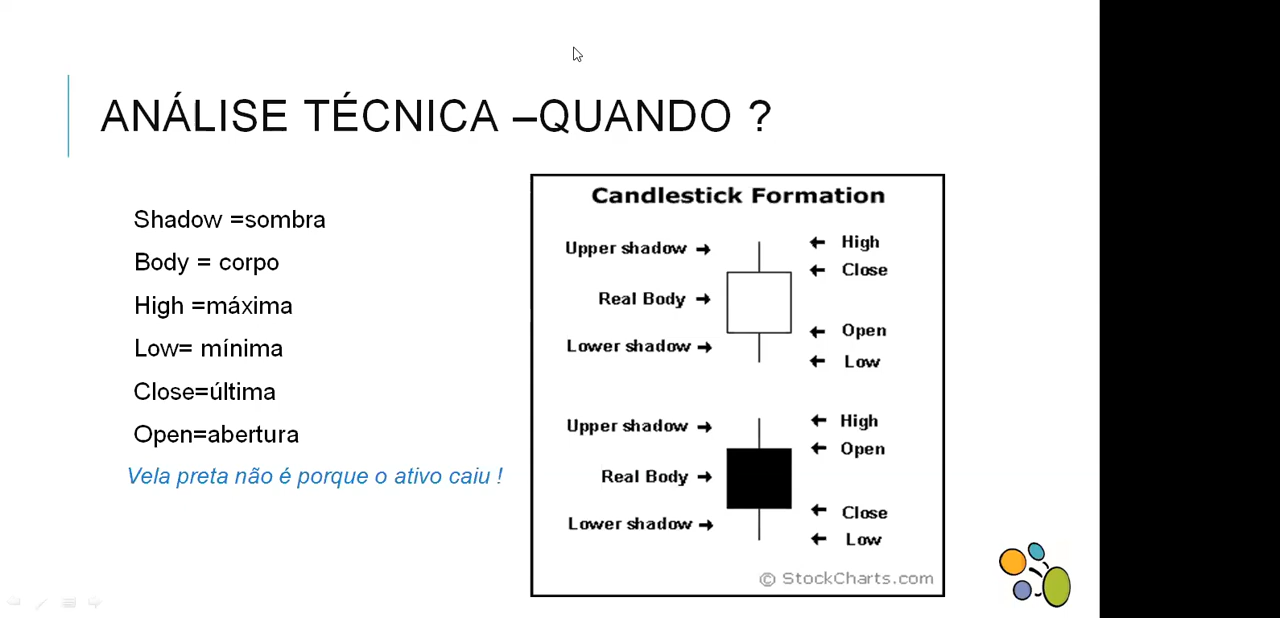 ANÁLISE TÉCNICA –QUANDO ?
Shadow =sombra
Body = corpo
High =máxima
Low= mínima
Close=última
Open=abertura
Vela preta não é porque o ativo caiu !
Candlestick Formation
Upper shadow → ← High
← Close
Real Body →
← Open
Lower shadow →
← Low
Upper shadow → ← High
← Open
Real Body →
← Close
Lower shadow →
← Low
© StockCharts.com